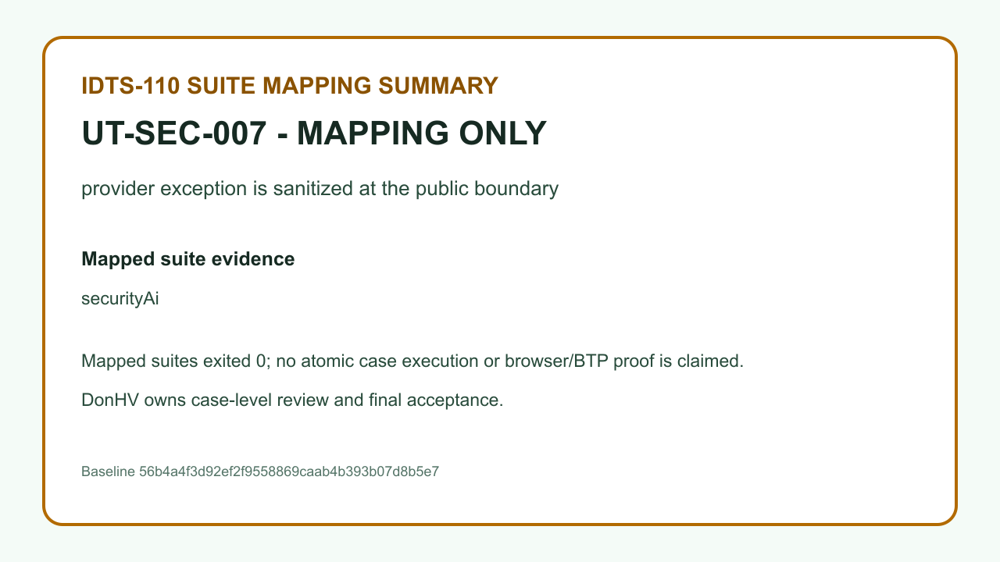 IDTS-110 SUITE MAPPING SUMMARY
UT-SEC-007 - MAPPING ONLY
provider exception is sanitized at the public boundary
Mapped suite evidence
securityAi
Mapped suites exited 0; no atomic case execution or browser/BTP proof is claimed.
DonHV owns case-level review and final acceptance.
Baseline 56b4a4f3d92ef2f9558869caab4b393b07d8b5e7